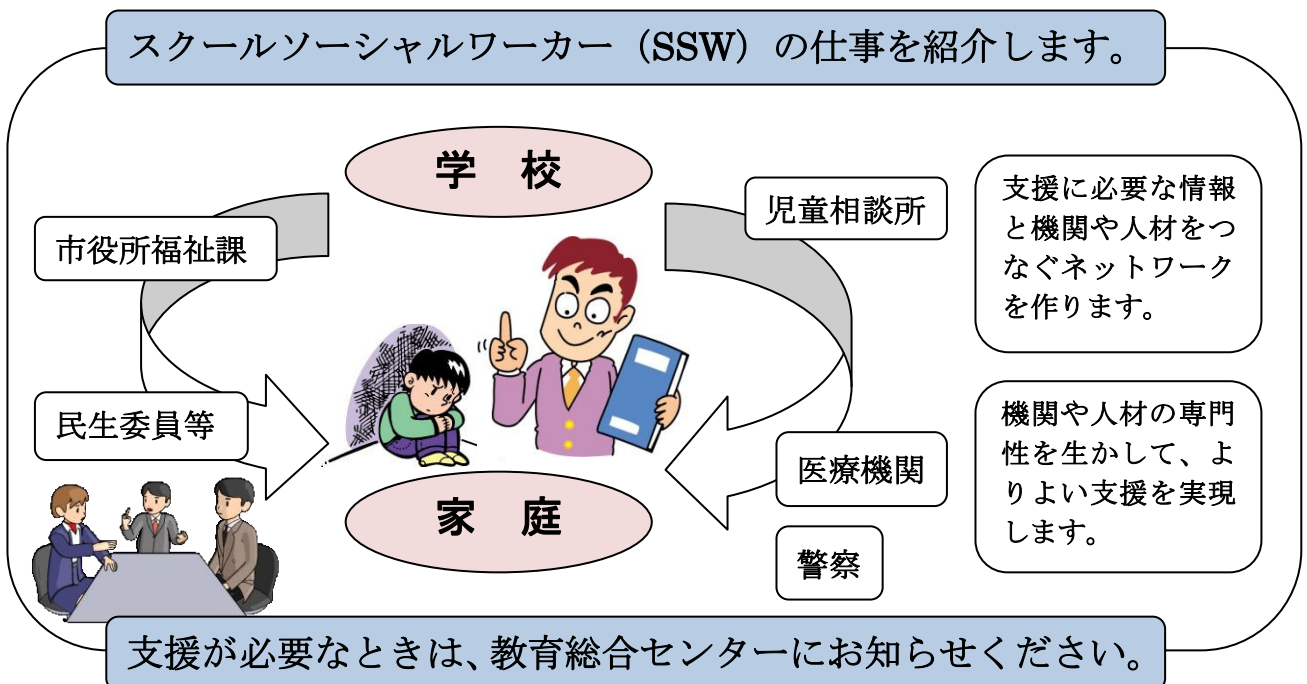 スクールソーシャルワーカー（SSW）の仕事を紹介します。
学　校
市役所福祉課
児童相談所
支援に必要な情報
と機関や人材をつ
なぐネットワーク
を作ります。
民生委員等
医療機関
機関や人材の専門
性を生かして、よ
りよい支援を実現
します。
家　庭
警察
支援が必要なときは、教育総合センターにお知らせください。